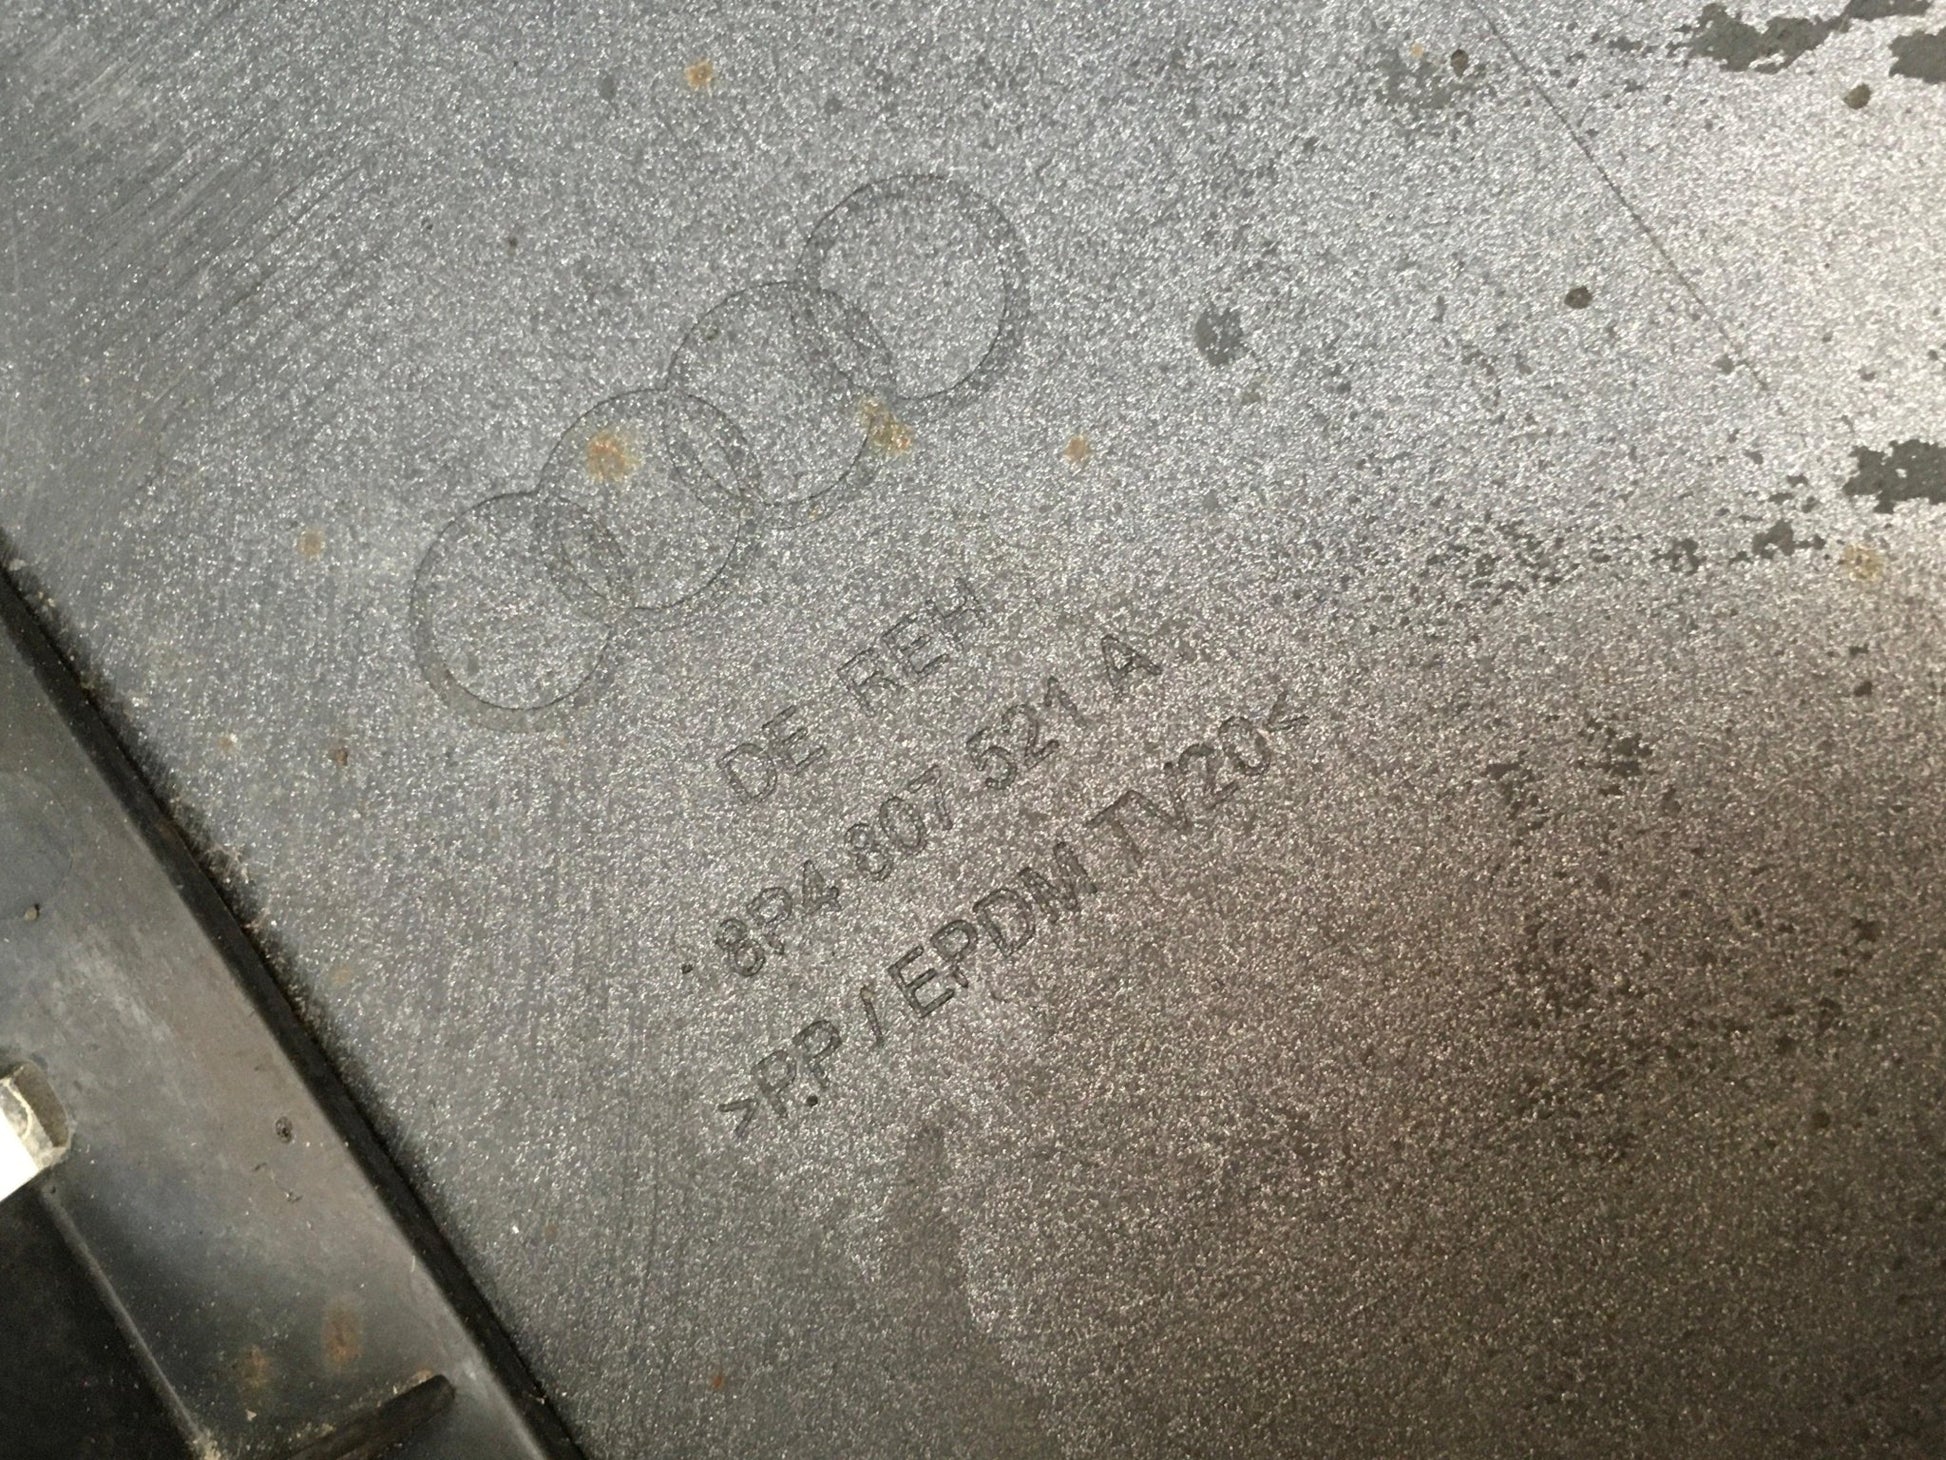 DE REH
8P4 807 521 A
>PP/EPDM TV20<